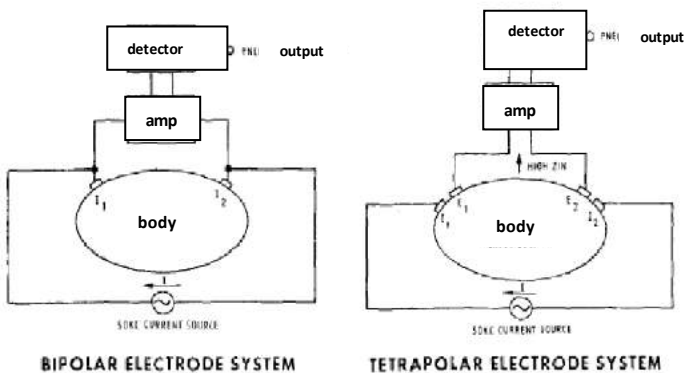 detector
output
amp
I1
I2
body
I
50KC CURRENT SOURCE
BIPOLAR ELECTRODE SYSTEM
detector
output
amp
HIGH ZIN
E1
E2
I1
I2
body
I
50KC CURRENT SOURCE
TETRAPOLAR ELECTRODE SYSTEM